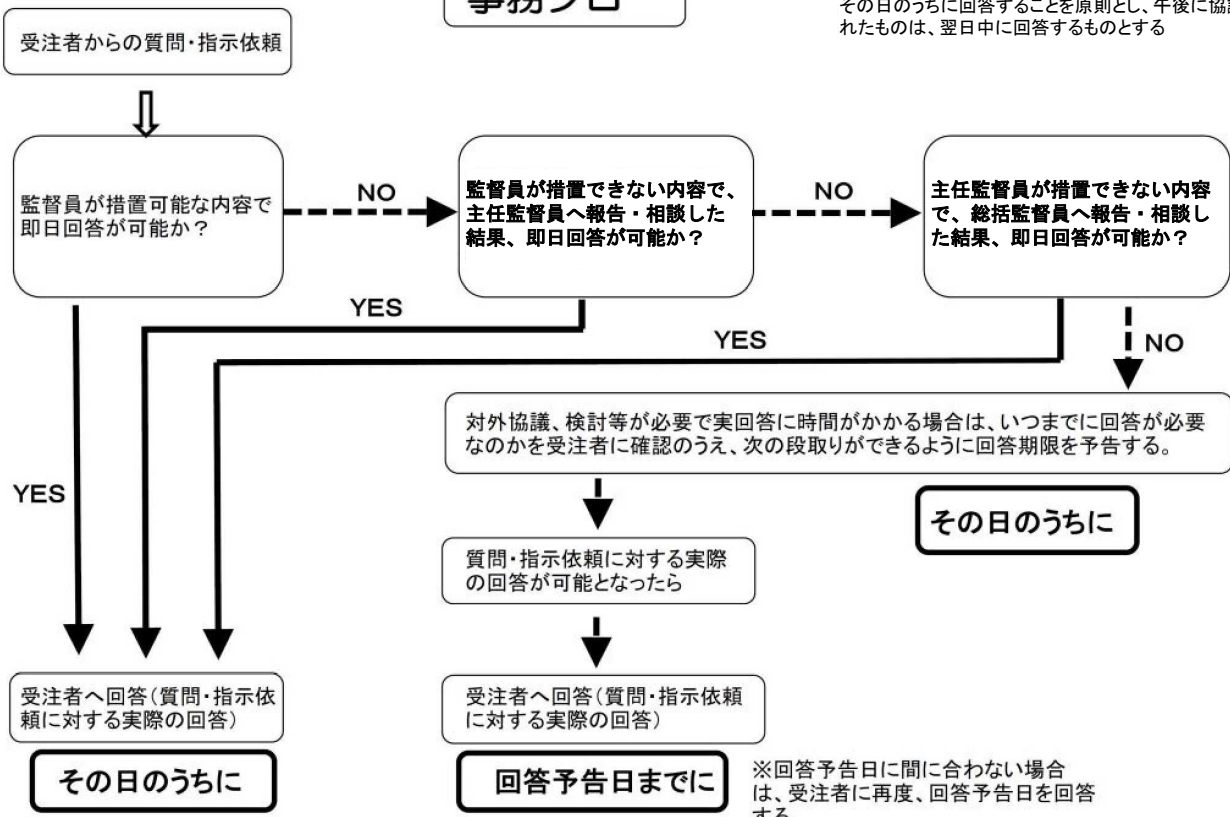 事務フロー
その日のうちに回答することを原則とし、午後に協議
れたものは、翌日中に回答するものとする
受注者からの質問・指示依頼
監督員が措置可能な内容で
即日回答が可能か？
NO
監督員が措置できない内容で、
主任監督員へ報告・相談した
結果、即日回答が可能か？
NO
主任監督員が措置できない内容
で、総括監督員へ報告・相談し
た結果、即日回答が可能か？
YES
YES
NO
対外協議、検討等が必要で実回答に時間がかかる場合は、いつまでに回答が必要
なのかを受注者に確認のうえ、次の段取りができるように回答期限を予告する。
YES
その日のうちに
質問・指示依頼に対する実際
の回答が可能となったら
受注者へ回答（質問・指示依
頼に対する実際の回答）
その日のうちに
受注者へ回答（質問・指示依頼
に対する実際の回答）
回答予告日までに
※回答予告日に間に合わない場合
は、受注者に再度、回答予告日を回答
する